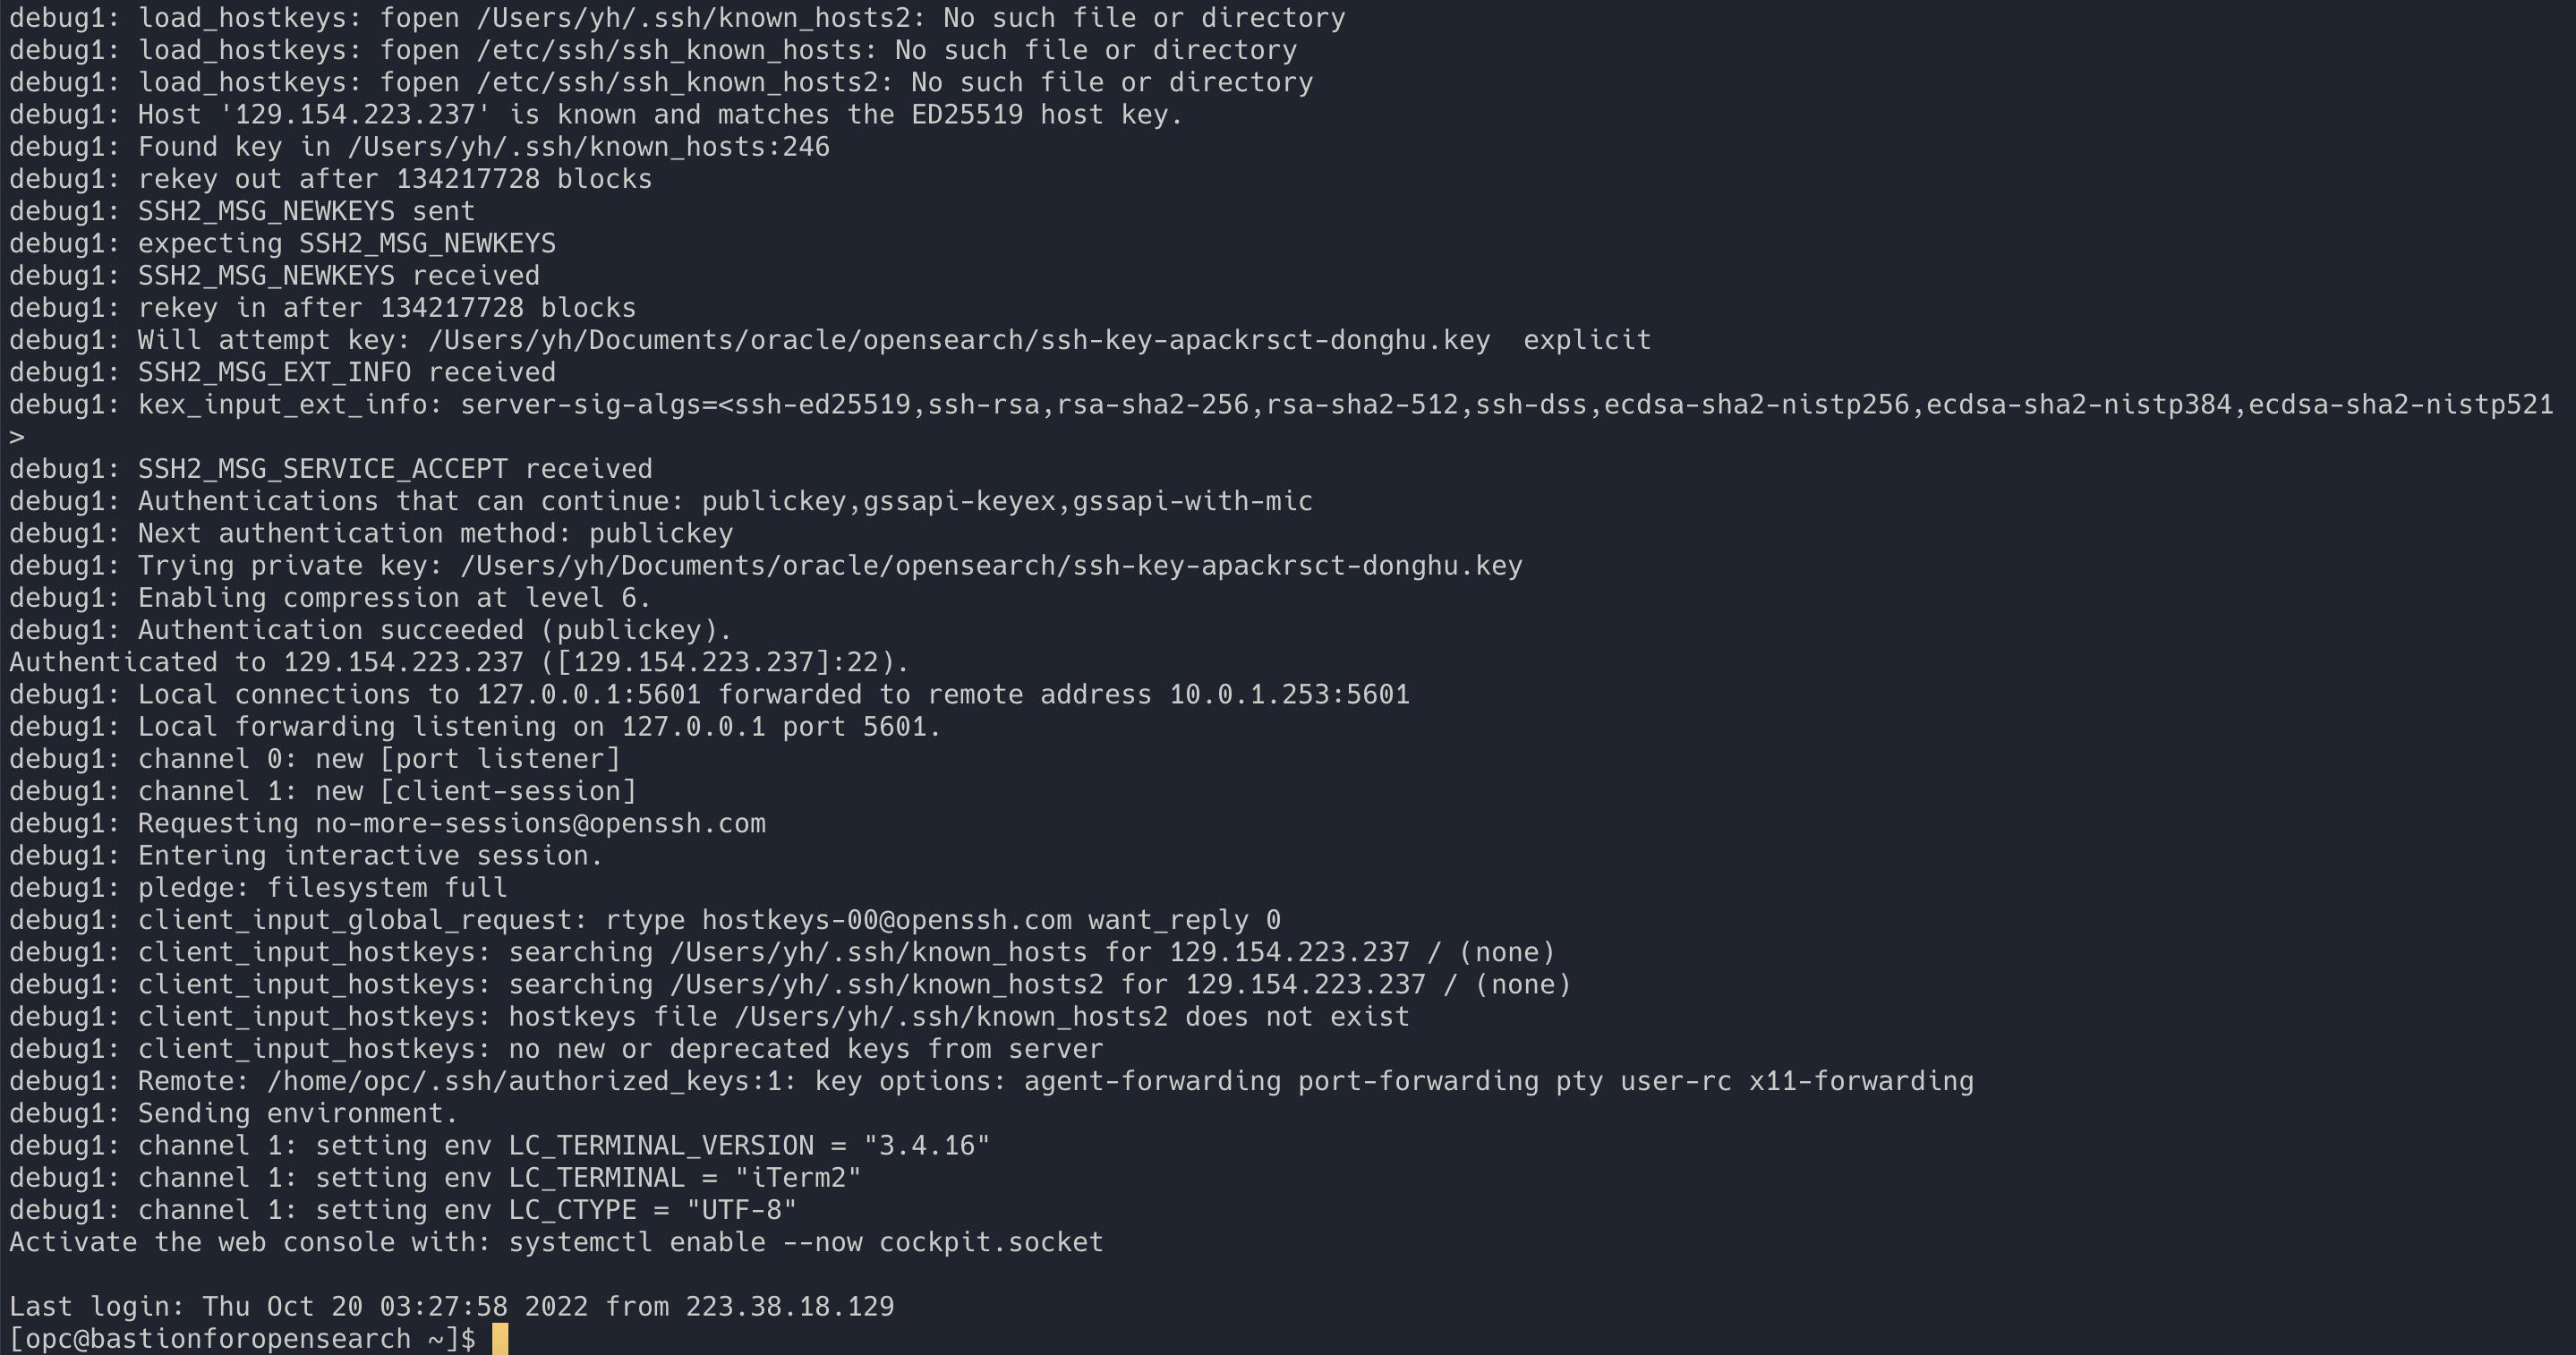 debug1: load_hostkeys: fopen /Users/yh/.ssh/known_hosts2: No such file or directory
debug1: load_hostkeys: fopen /etc/ssh/ssh_known_hosts: No such file or directory
debug1: load_hostkeys: fopen /etc/ssh/ssh_known_hosts2: No such file or directory
debug1: Host '129.154.223.237' is known and matches the ED25519 host key.
debug1: Found key in /Users/yh/.ssh/known_hosts:246
debug1: rekey out after 134217728 blocks
debug1: SSH2_MSG_NEWKEYS sent
debug1: expecting SSH2_MSG_NEWKEYS
debug1: SSH2_MSG_NEWKEYS received
debug1: rekey in after 134217728 blocks
debug1: Will attempt key: /Users/yh/Documents/oracle/opensearch/ssh-key-apackrsct-donghu.key  explicit
debug1: SSH2_MSG_EXT_INFO received
debug1: kex_input_ext_info: server-sig-algs=<ssh-ed25519,ssh-rsa,rsa-sha2-256,rsa-sha2-512,ssh-dss,ecdsa-sha2-nistp256,ecdsa-sha2-nistp384,ecdsa-sha2-nistp521
>
debug1: SSH2_MSG_SERVICE_ACCEPT received
debug1: Authentications that can continue: publickey,gssapi-keyex,gssapi-with-mic
debug1: Next authentication method: publickey
debug1: Trying private key: /Users/yh/Documents/oracle/opensearch/ssh-key-apackrsct-donghu.key
debug1: Enabling compression at level 6.
debug1: Authentication succeeded (publickey).
Authenticated to 129.154.223.237 ([129.154.223.237]:22).
debug1: Local connections to 127.0.0.1:5601 forwarded to remote address 10.0.1.253:5601
debug1: Local forwarding listening on 127.0.0.1 port 5601.
debug1: channel 0: new [port listener]
debug1: channel 1: new [client-session]
debug1: Requesting no-more-sessions@openssh.com
debug1: Entering interactive session.
debug1: pledge: filesystem full
debug1: client_input_global_request: rtype hostkeys-00@openssh.com want_reply 0
debug1: client_input_hostkeys: searching /Users/yh/.ssh/known_hosts for 129.154.223.237 / (none)
debug1: client_input_hostkeys: searching /Users/yh/.ssh/known_hosts2 for 129.154.223.237 / (none)
debug1: client_input_hostkeys: hostkeys file /Users/yh/.ssh/known_hosts2 does not exist
debug1: client_input_hostkeys: no new or deprecated keys from server
debug1: Remote: /home/opc/.ssh/authorized_keys:1: key options: agent-forwarding port-forwarding pty user-rc x11-forwarding
debug1: Sending environment.
debug1: channel 1: setting env LC_TERMINAL_VERSION = "3.4.16"
debug1: channel 1: setting env LC_TERMINAL = "iTerm2"
debug1: channel 1: setting env LC_CTYPE = "UTF-8"
Activate the web console with: systemctl enable --now cockpit.socket

Last login: Thu Oct 20 03:27:58 2022 from 223.38.18.129
[opc@bastionforopensearch ~]$